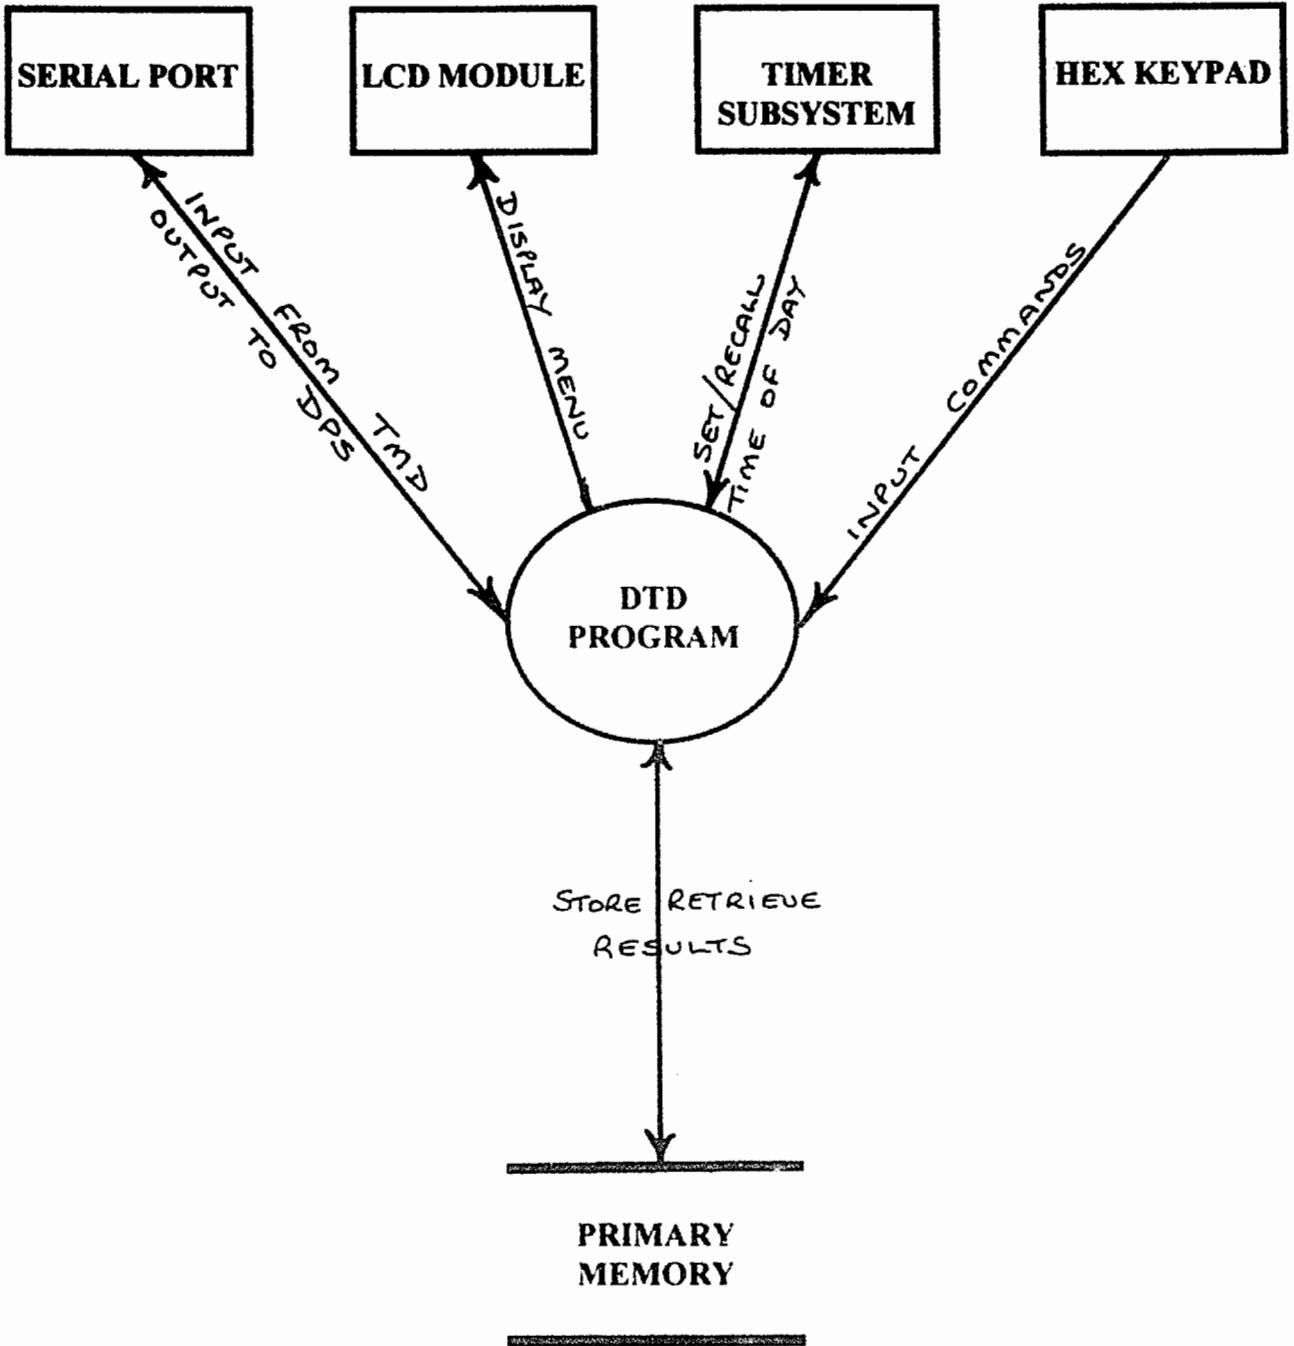 SERIAL PORT
LCD MODULE
TIMER
SUBSYSTEM
HEX KEYPAD
INPUT FROM TMD
OUTPUT TO DPS
DISPLAY MENU
SET/RECALL
TIME OF DAY
INPUT COMMANDS
DTD
PROGRAM
STORE RETRIEVE
RESULTS
PRIMARY
MEMORY